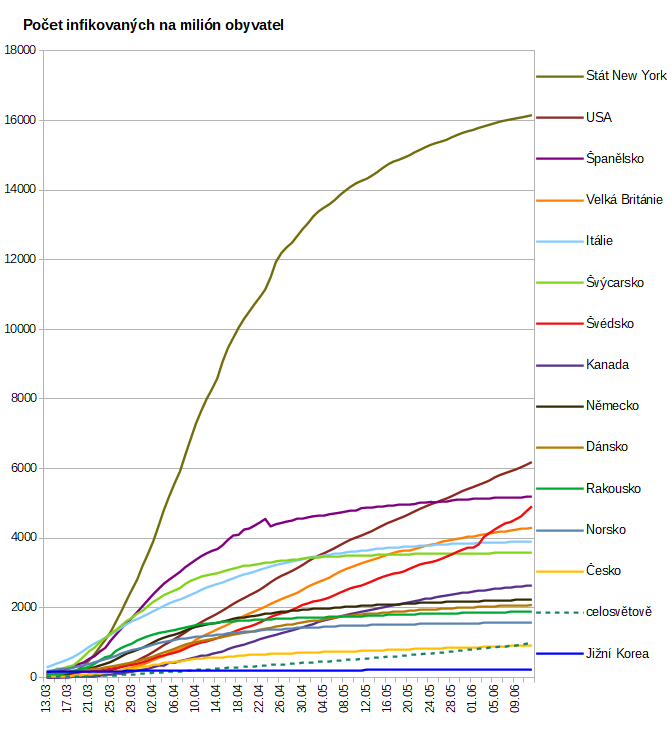 Počet infikovaných na milión obyvatel
18000
16000
14000
12000
10000
8000
6000
4000
2000
0
13.03
17.03
21.03
25.03
29.03
02.04
06.04
10.04
14.04
18.04
22.04
26.04
30.04
04.05
08.05
12.05
16.05
20.05
24.05
28.05
01.06
05.06
09.06
Stát New York
USA
Španělsko
Velká Británie
Itálie
Švýcarsko
Švédsko
Kanada
Německo
Dánsko
Rakousko
Norsko
Česko
celosvětově
Jižní Korea